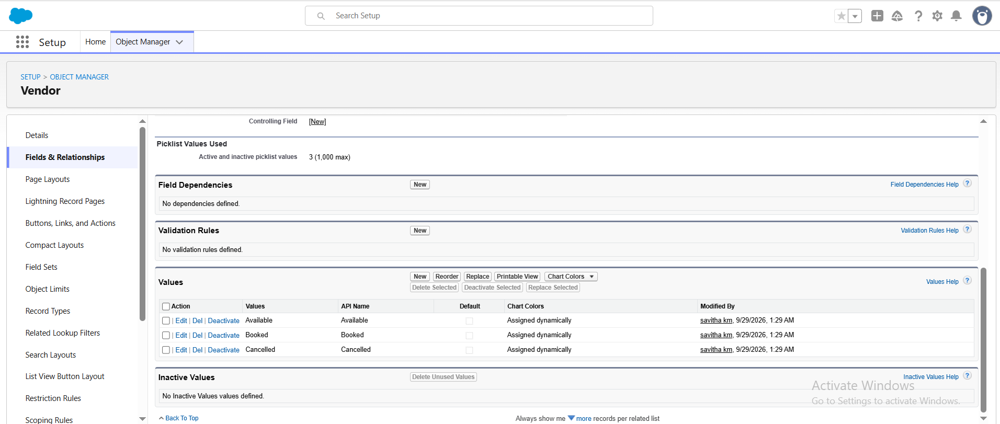 Search Setup
Setup
Home
Object Manager
SETUP > OBJECT MANAGER
Vendor
Details
Fields & Relationships
Page Layouts
Lightning Record Pages
Buttons, Links, and Actions
Compact Layouts
Field Sets
Object Limits
Record Types
Related Lookup Filters
Search Layouts
List View Button Layout
Restriction Rules
Scoping Rules
Controlling Field [New]
Picklist Values Used
Active and inactive picklist values 3 (1,000 max)
Field Dependencies New Field Dependencies Help ?
No dependencies defined.
Validation Rules New Validation Rules Help ?
No validation rules defined.
Values New Reorder Replace Printable View Chart Colors Values Help ?
Delete Selected Deactivate Selected Replace Selected
Action Values API Name Default Chart Colors Modified By
| Edit | Del | Deactivate Available Available Assigned dynamically savitha km, 9/29/2026, 1:29 AM
| Edit | Del | Deactivate Booked Booked Assigned dynamically savitha km, 9/29/2026, 1:29 AM
| Edit | Del | Deactivate Cancelled Cancelled Assigned dynamically savitha km, 9/29/2026, 1:29 AM
Inactive Values Delete Unused Values Inactive Values Help ?
No Inactive Values values defined.
Back To Top Always show me more records per related list
Activate Windows
Go to Settings to activate Windows.